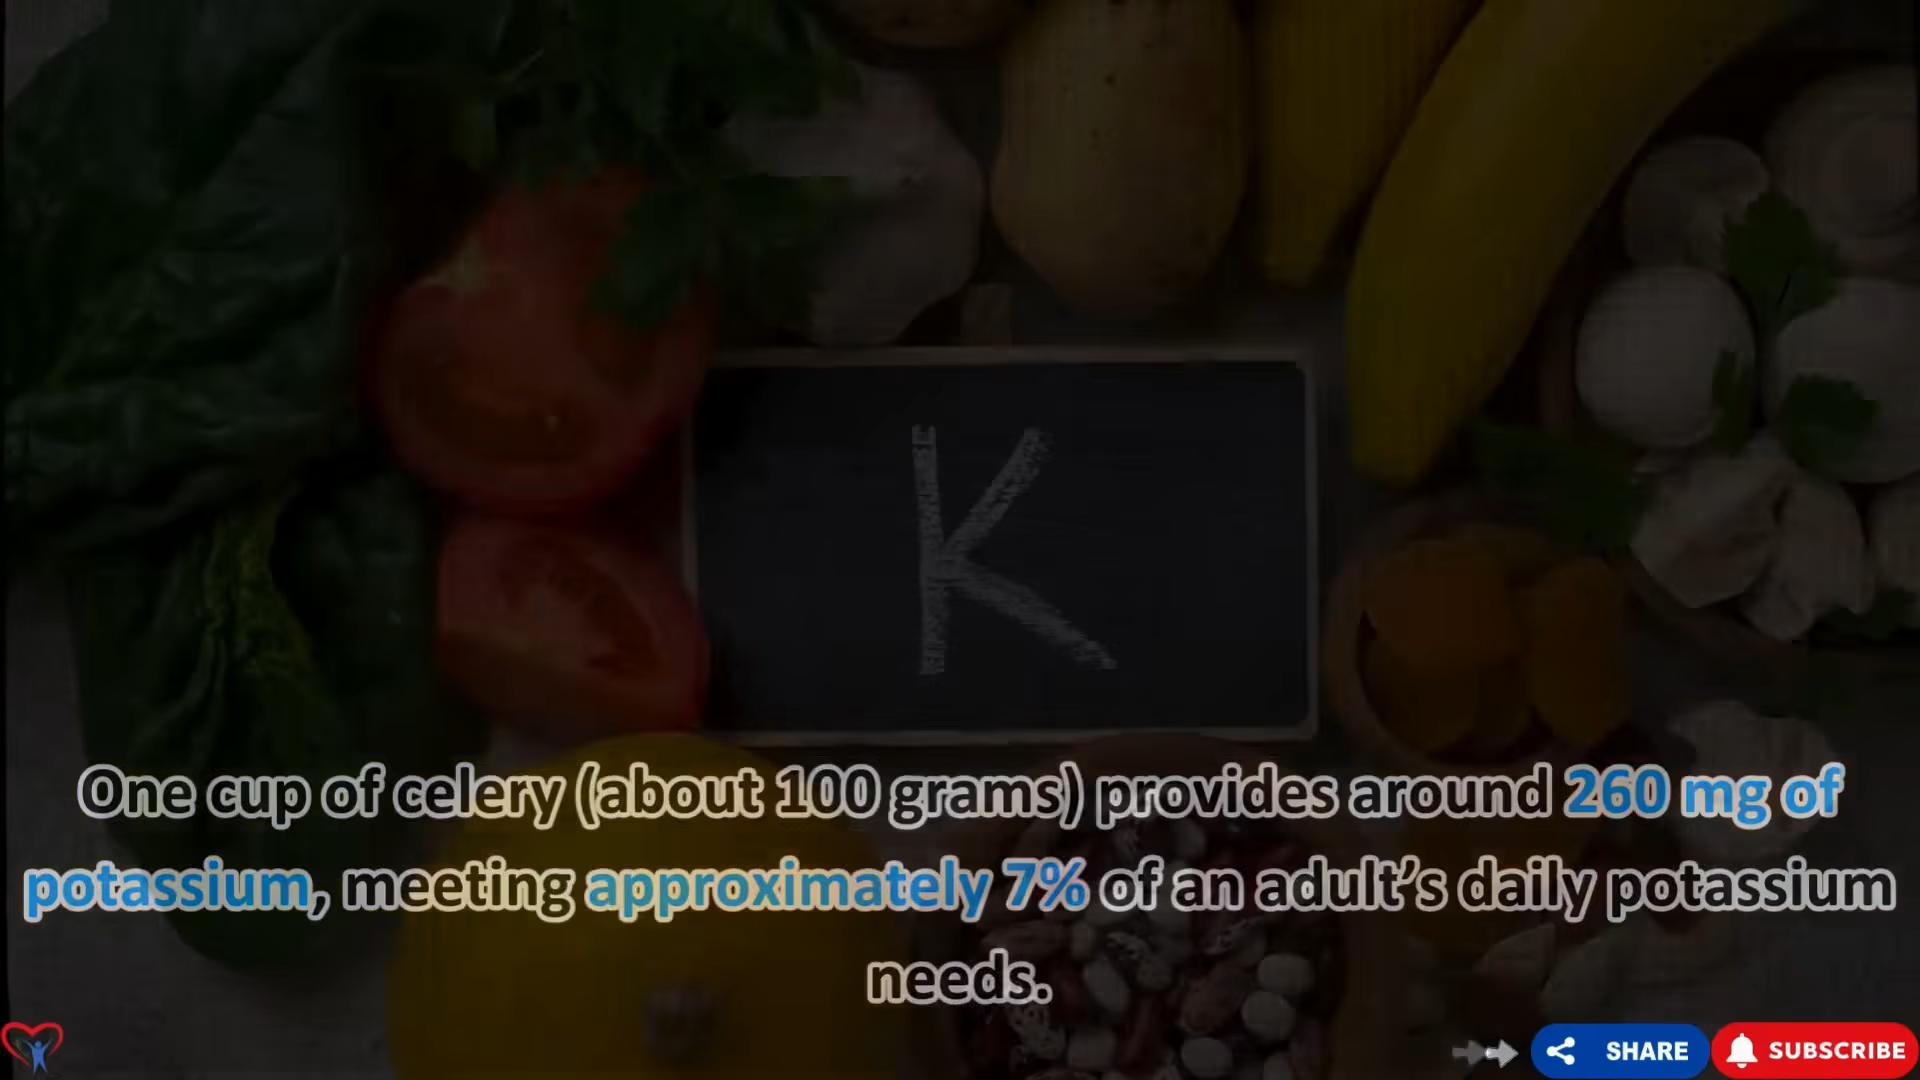 K
One cup of celery (about 100 grams) provides around 260 mg of
potassium, meeting approximately 7% of an adult’s daily potassium
needs.
SHARE
SUBSCRIBE